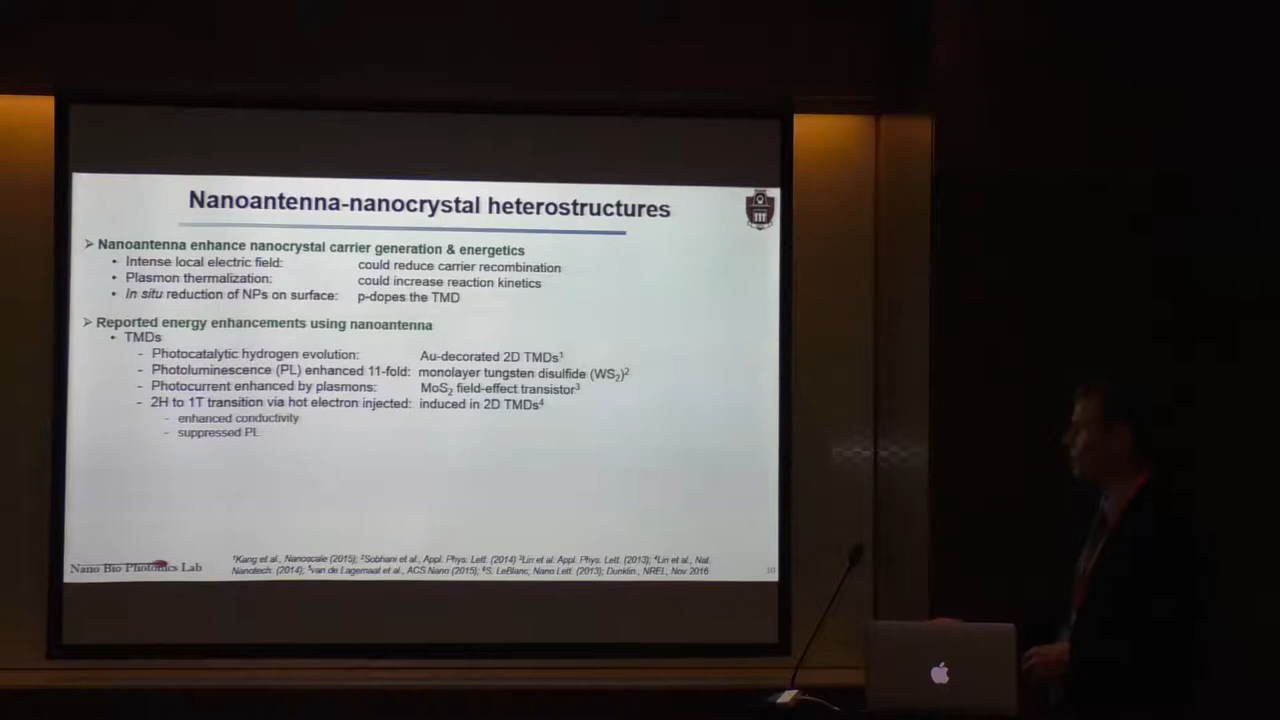 Nanoantenna-nanocrystal heterostructures
➢ Nanoantenna enhance nanocrystal carrier generation & energetics
• Intense local electric field: could reduce carrier recombination
• Plasmon thermalization: could increase reaction kinetics
• In situ reduction of NPs on surface: p-dopes the TMD
➢ Reported energy enhancements using nanoantenna
• TMDs
- Photocatalytic hydrogen evolution: Au-decorated 2D TMDs¹
- Photoluminescence (PL) enhanced 11-fold: monolayer tungsten disulfide (WS₂)²
- Photocurrent enhanced by plasmons: MoS₂ field-effect transistor³
- 2H to 1T transition via hot electron injected: induced in 2D TMDs⁴
- enhanced conductivity
- suppressed PL
¹Kang et al., Nanoscale (2015); ²Sobhani et al., Appl. Phys. Lett. (2014) ³Lin et al. Appl. Phys. Lett. (2013); ⁴Lin et al., Nat.
Nanotech. (2014); ⁵van de Lagemaat et al., ACS Nano (2015); ⁶S. LeBlanc, Nano Lett. (2013); Dunklin., NREL, Nov 2016
Nano Bio Photonics Lab
10